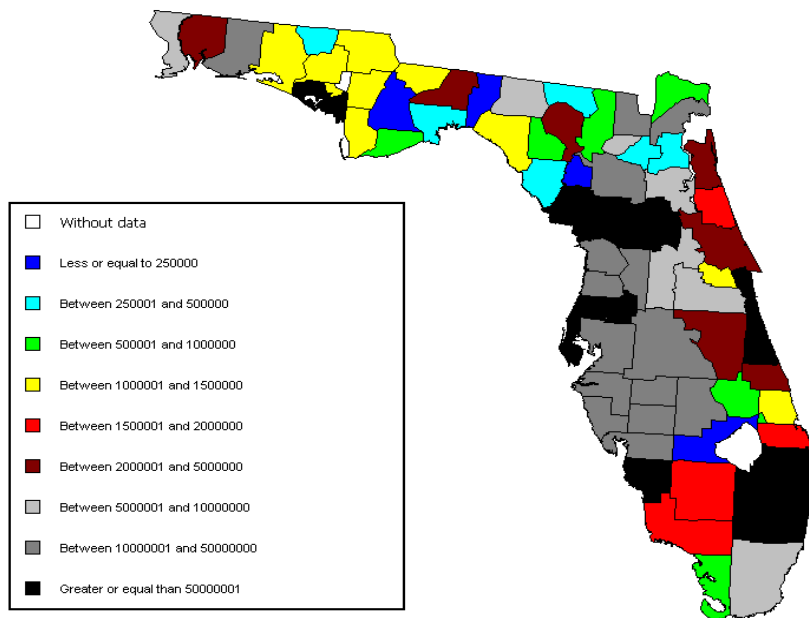 Without data
Less or equal to 250000
Between 250001 and 500000
Between 500001 and 1000000
Between 1000001 and 1500000
Between 1500001 and 2000000
Between 2000001 and 5000000
Between 5000001 and 10000000
Between 10000001 and 50000000
Greater or equal than 50000001